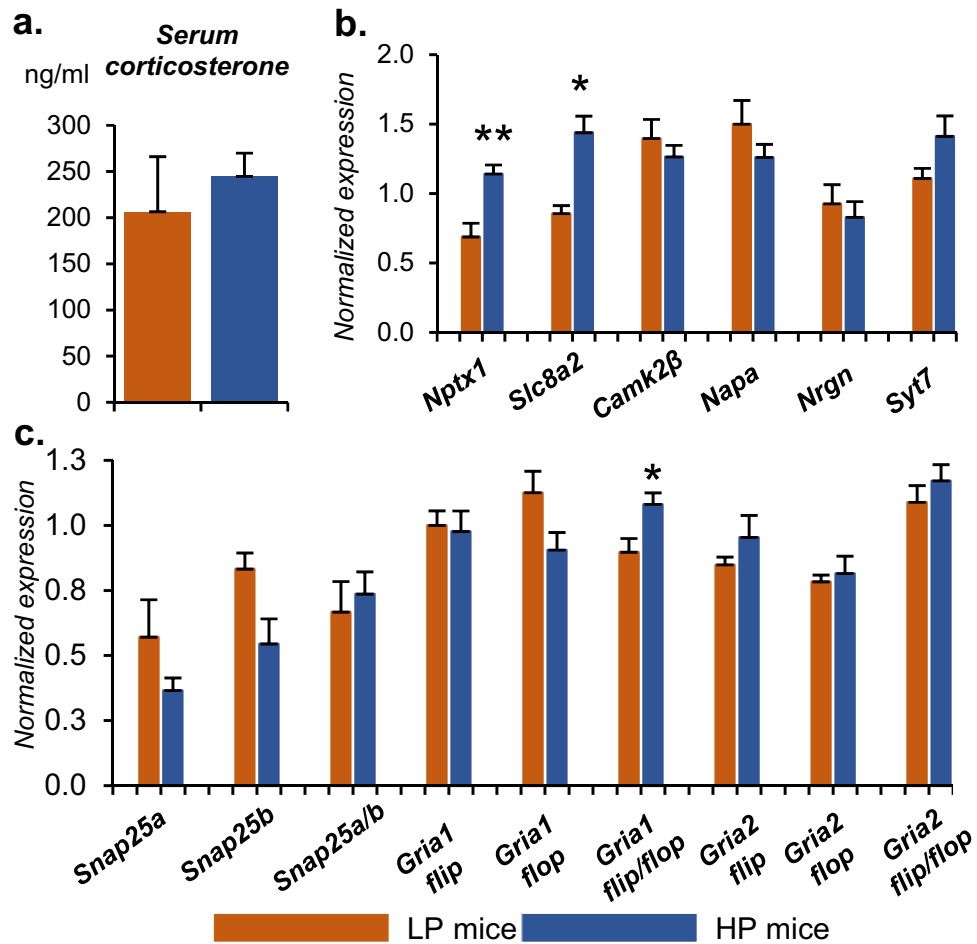 a.
Serum
corticosterone
ng/ml
300
250
200
150
100
50
0
b.
Normalized expression
2.0
1.5
1.0
0.5
0.0
**
*
Nptx1
Slc8a2
Camk2β
Napa
Nrgn
Syt7
c.
Normalized expression
1.3
1.0
0.8
0.5
0.3
0.0
*
Snap25a
Snap25b
Snap25a/b
Gria1
flip
Gria1
flop
Gria1
flip/flop
Gria2
flip
Gria2
flop
Gria2
flip/flop
LP mice
HP mice